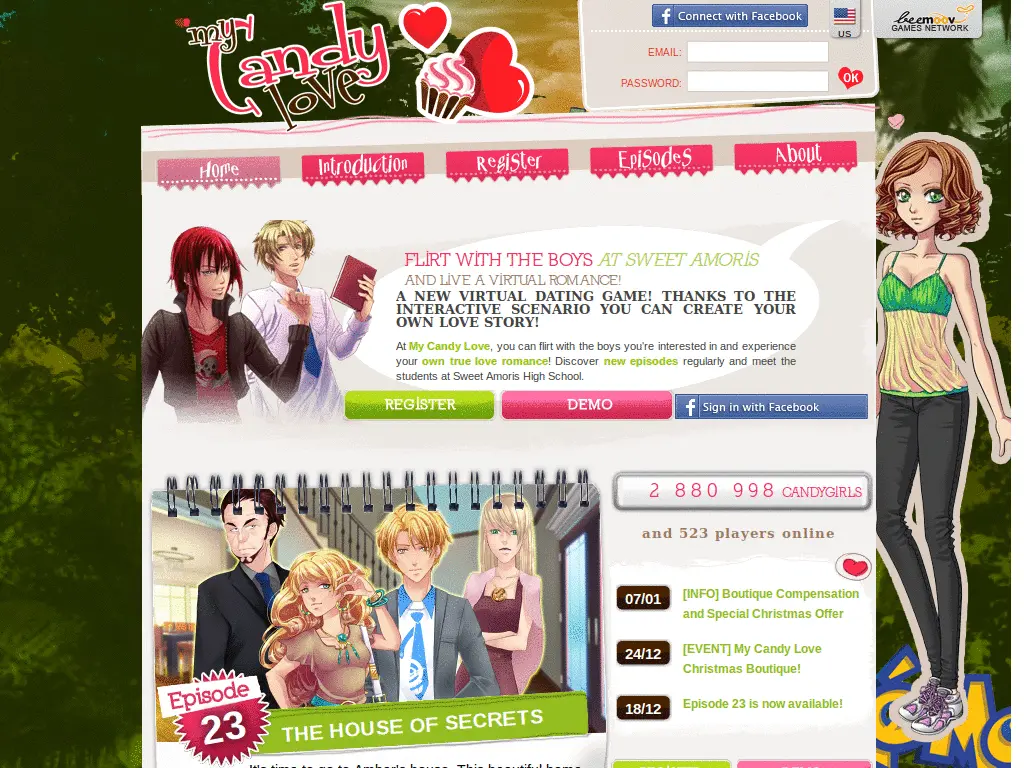 my
Candy
love
Connect with Facebook
US
beemoov
GAMES NETWORK
EMAIL:
PASSWORD:
OK
Home
Introduction
Register
Episodes
About
FLIRT WITH THE BOYS AT SWEET AMORIS
AND LIVE A VIRTUAL ROMANCE!
A NEW VIRTUAL DATING GAME! THANKS TO THE
INTERACTIVE SCENARIO YOU CAN CREATE YOUR
OWN LOVE STORY!
At My Candy Love, you can flirt with the boys you're interested in and experience
your own true love romance! Discover new episodes regularly and meet the
students at Sweet Amoris High School.
REGISTER
DEMO
Sign in with Facebook
2 880 998 CANDYGIRLS
and 523 players online
07/01
[INFO] Boutique Compensation
and Special Christmas Offer
24/12
[EVENT] My Candy Love
Christmas Boutique!
18/12
Episode 23 is now available!
Episode
23
THE HOUSE OF SECRETS
It's time to go to Amber's house. This beautiful home
REGISTER
DEMO